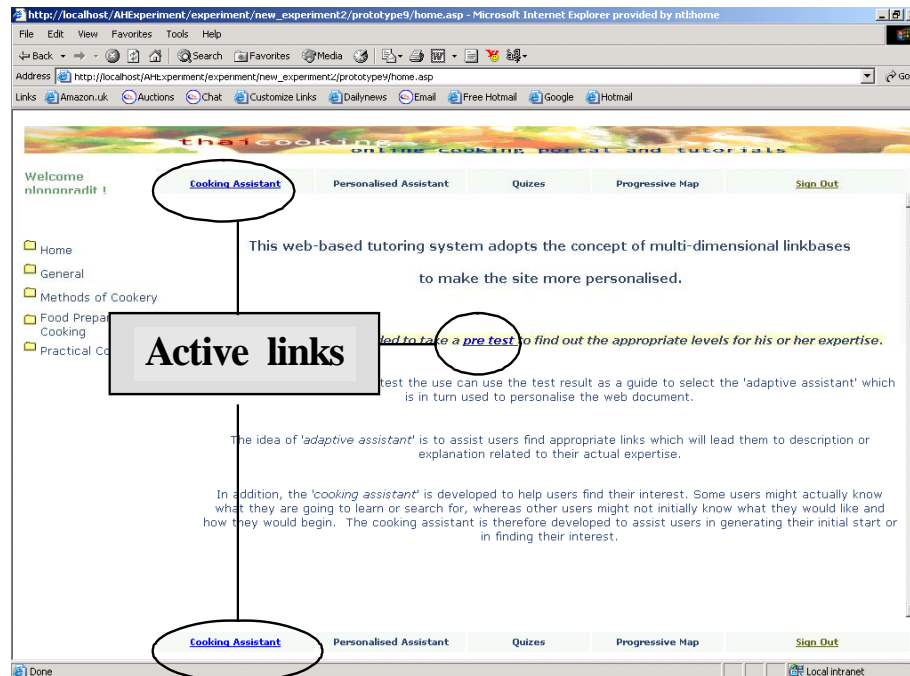 http://localhost/AHExperiment/experiment/new_experiment2/prototype9/home.asp - Microsoft Internet Explorer provided by ntl:home
File Edit View Favorites Tools Help
Back Search Favorites Media
Address http://localhost/AHExperiment/experiment/new_experiment2/prototype9/home.asp Go
Links Amazon.uk Auctions Chat Customize Links Dailynews Email Free Hotmail Google Hotmail
thaicooking
online cooking portal and tutorials
Welcome
nlongpradit !
Cooking Assistant Personalised Assistant Quizes Progressive Map Sign Out
Home
General
Methods of Cookery
Food Prepar
Cooking
Practical Co
This web-based tutoring system adopts the concept of multi-dimensional linkbases
to make the site more personalised.
Active links
ded to take a pre test to find out the appropriate levels for his or her expertise.
test the use can use the test result as a guide to select the 'adaptive assistant' which
is in turn used to personalise the web document.
The idea of 'adaptive assistant' is to assist users find appropriate links which will lead them to description or
explanation related to their actual expertise.
In addition, the 'cooking assistant' is developed to help users find their interest. Some users might actually know
what they are going to learn or search for, whereas other users might not initially know what they would like and
how they would begin. The cooking assistant is therefore developed to assist users in generating their initial start or
in finding their interest.
Cooking Assistant Personalised Assistant Quizes Progressive Map Sign Out
Done Local intranet